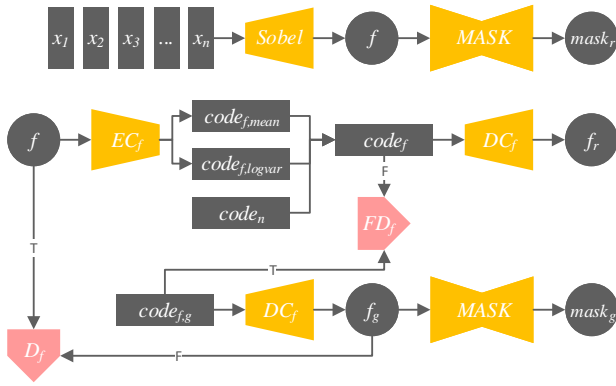 x1 x2 x3 ... xn Sobel f MASK maskr
codef,mean
f ECf codef DCf fr
codef,logvar
F
coden
FDf
T
T
codef,g DCf fg MASK maskg
Df
F